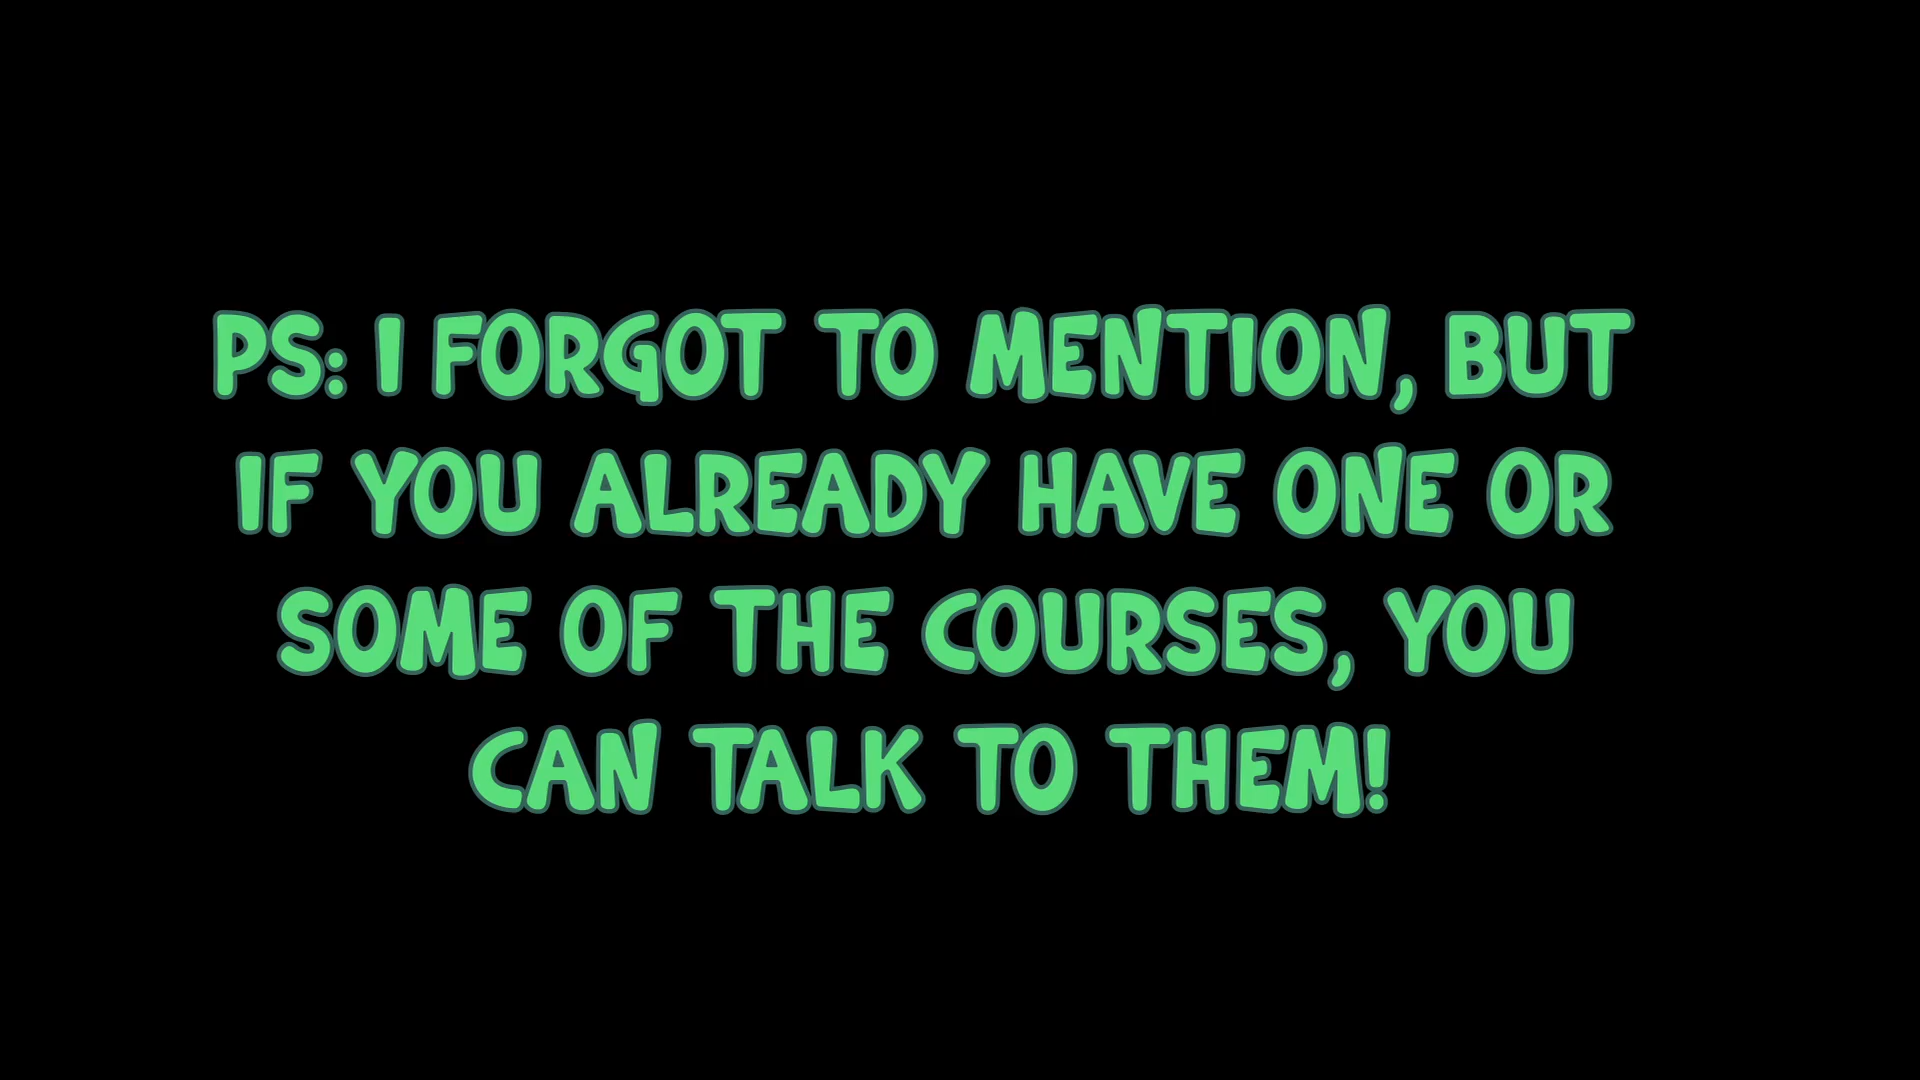 PS: I FORGOT TO MENTION, BUT
IF YOU ALREADY HAVE ONE OR
SOME OF THE COURSES, YOU
CAN TALK TO THEM!